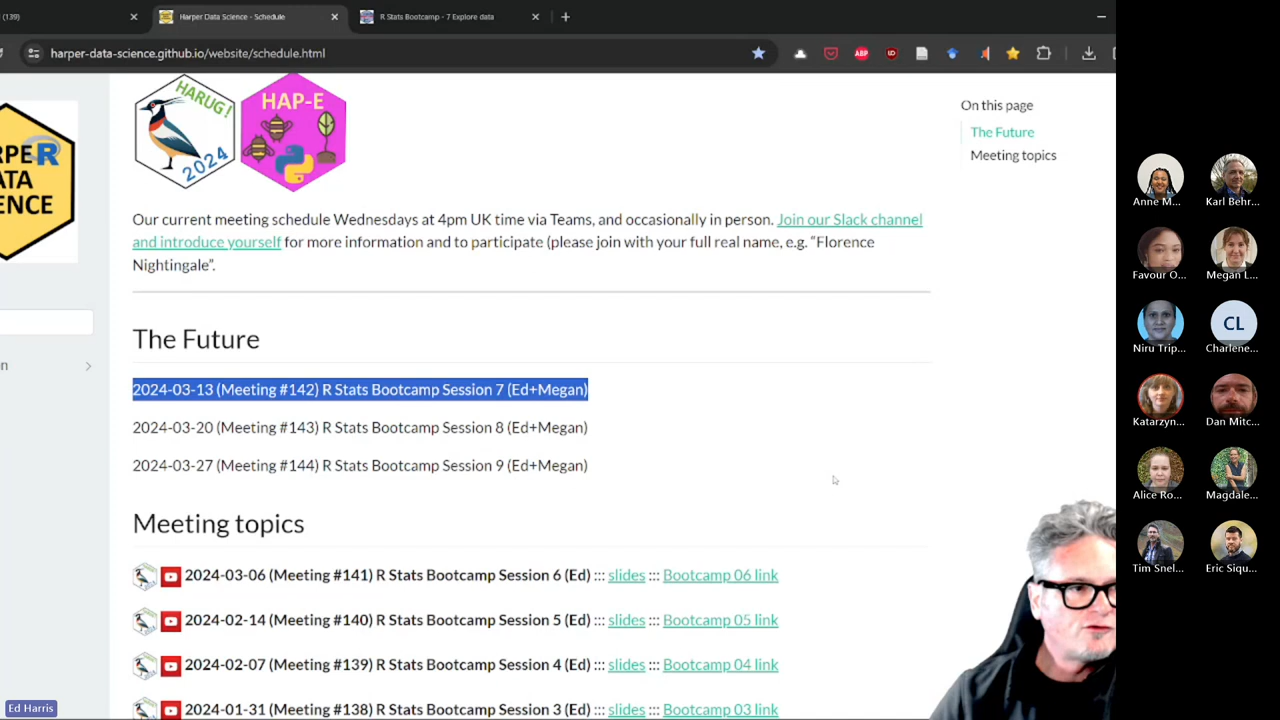 (139)
Harper Data Science - Schedule
R Stats Bootcamp - 7 Explore data
harper-data-science.github.io/website/schedule.html
ABP
HARUG!
2024
HAP-E
RPER
ATA
ENCE
On this page
The Future
Meeting topics
Our current meeting schedule Wednesdays at 4pm UK time via Teams, and occasionally in person. Join our Slack channel
and introduce yourself for more information and to participate (please join with your full real name, e.g. “Florence
Nightingale”.
The Future
2024-03-13 (Meeting #142) R Stats Bootcamp Session 7 (Ed+Megan)
2024-03-20 (Meeting #143) R Stats Bootcamp Session 8 (Ed+Megan)
2024-03-27 (Meeting #144) R Stats Bootcamp Session 9 (Ed+Megan)
Meeting topics
2024-03-06 (Meeting #141) R Stats Bootcamp Session 6 (Ed) ::: slides ::: Bootcamp 06 link
2024-02-14 (Meeting #140) R Stats Bootcamp Session 5 (Ed) ::: slides ::: Bootcamp 05 link
2024-02-07 (Meeting #139) R Stats Bootcamp Session 4 (Ed) ::: slides ::: Bootcamp 04 link
2024-01-31 (Meeting #138) R Stats Bootcamp Session 3 (Ed) ::: slides ::: Bootcamp 03 link
n
Ed Harris
Anne M...
Karl Behr...
Favour O...
Megan L...
Niru Trip...
CL
Charlene...
Katarzyn...
Dan Mitc...
Alice Ro...
Magdale...
Tim Snel...
Eric Siqu...